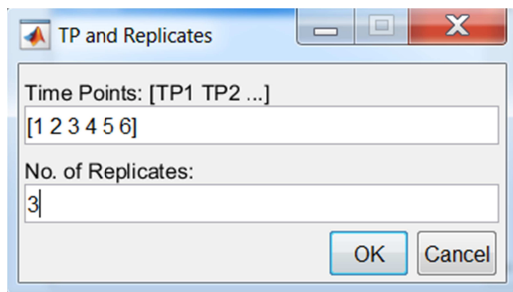 TP and Replicates
Time Points: [TP1 TP2 ...]
[1 2 3 4 5 6]
No. of Replicates:
3
OK Cancel